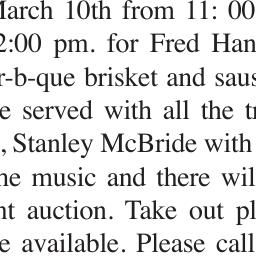 March 10th from 11: 00
2:00 pm. for Fred Han
r-b-que brisket and saus
e served with all the t
, Stanley McBride with
he music and there wil
nt auction. Take out pl
e available. Please call